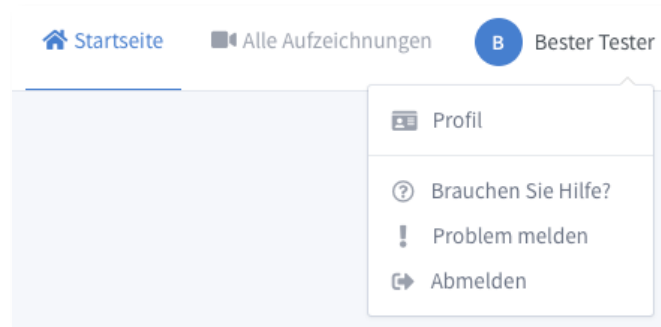 Startseite Alle Aufzeichnungen B Bester Tester
Profil
Brauchen Sie Hilfe?
Problem melden
Abmelden